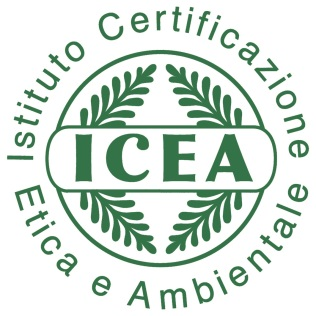 Istituto Certificazione
ICEA
Etica e Ambientale